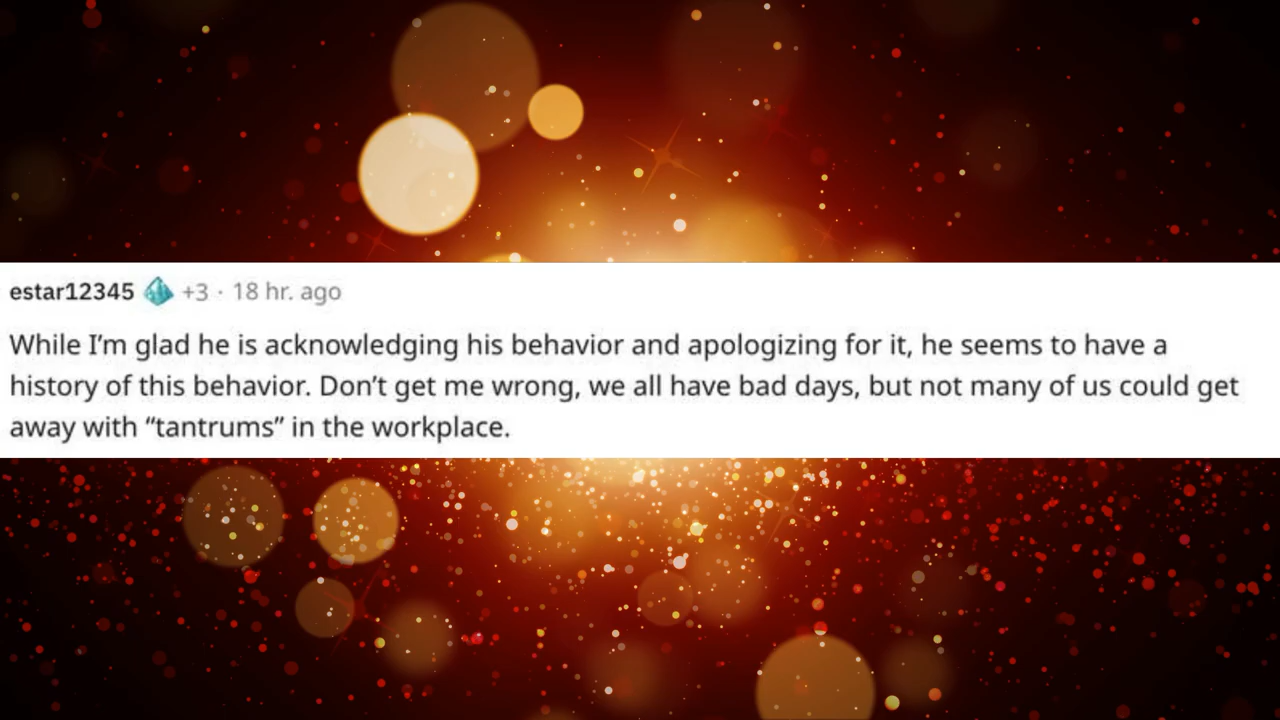 estar12345 +3 · 18 hr. ago
While I’m glad he is acknowledging his behavior and apologizing for it, he seems to have a
history of this behavior. Don’t get me wrong, we all have bad days, but not many of us could get
away with “tantrums” in the workplace.